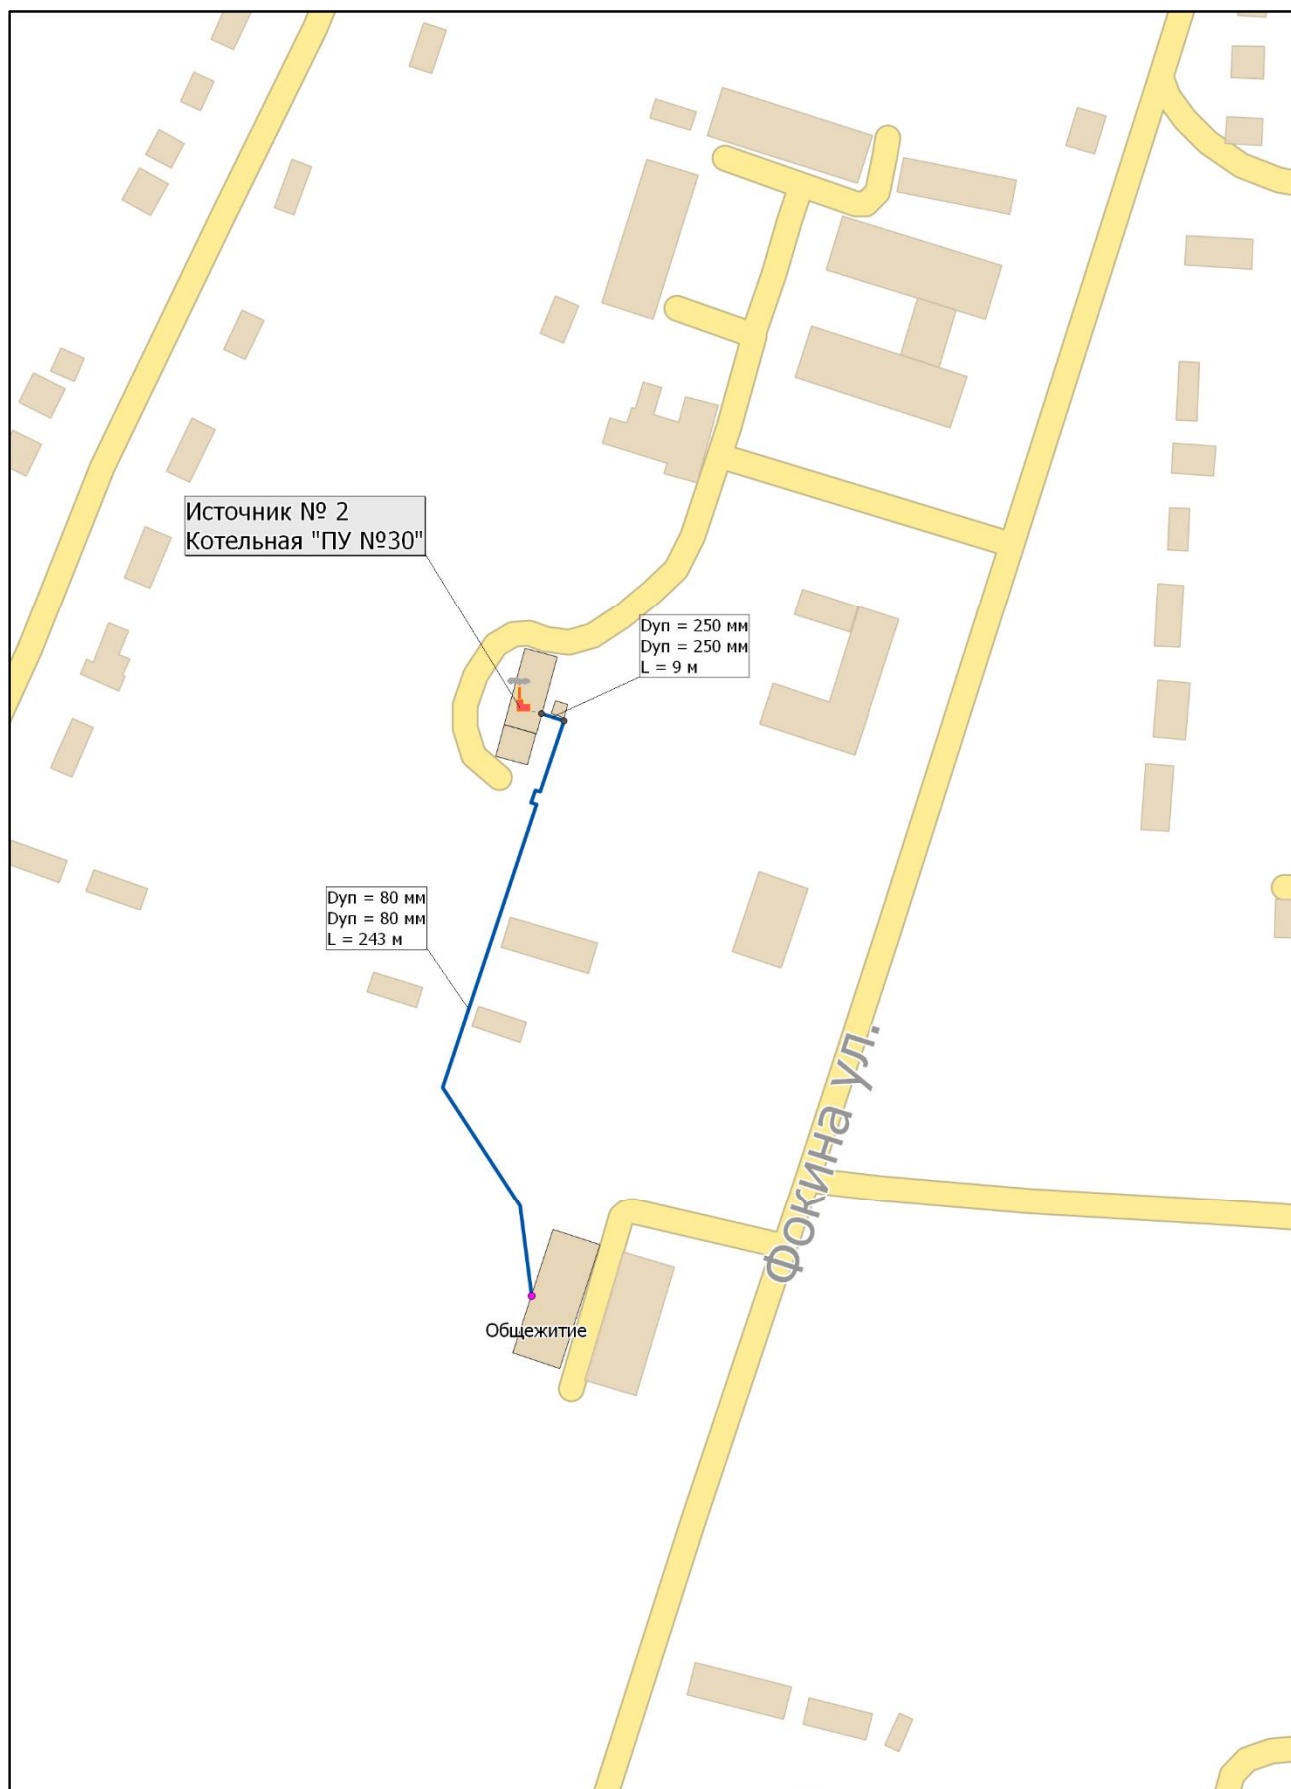 Источник № 2
Котельная "ПУ №30"
Dуп = 250 мм
Dуп = 250 мм
L = 9 м
Dуп = 80 мм
Dуп = 80 мм
L = 243 м
Фокина ул.
Общежитие